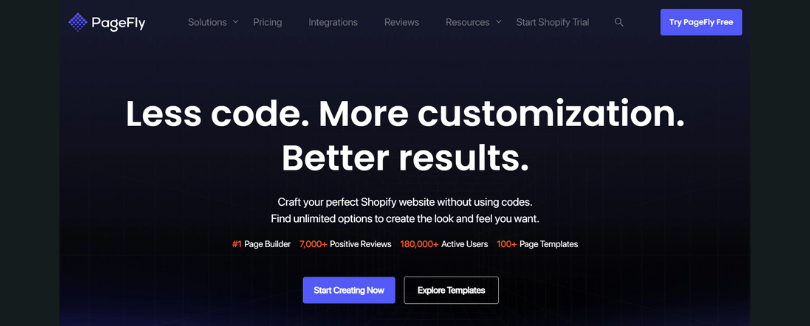 PageFly
Solutions
Pricing
Integrations
Reviews
Resources
Start Shopify Trial
Try PageFly Free
Less code. More customization.
Better results.
Craft your perfect Shopify website without using codes.
Find unlimited options to create the look and feel you want.
#1 Page Builder 7,000+ Positive Reviews 180,000+ Active Users 100+ Page Templates
Start Creating Now
Explore Templates